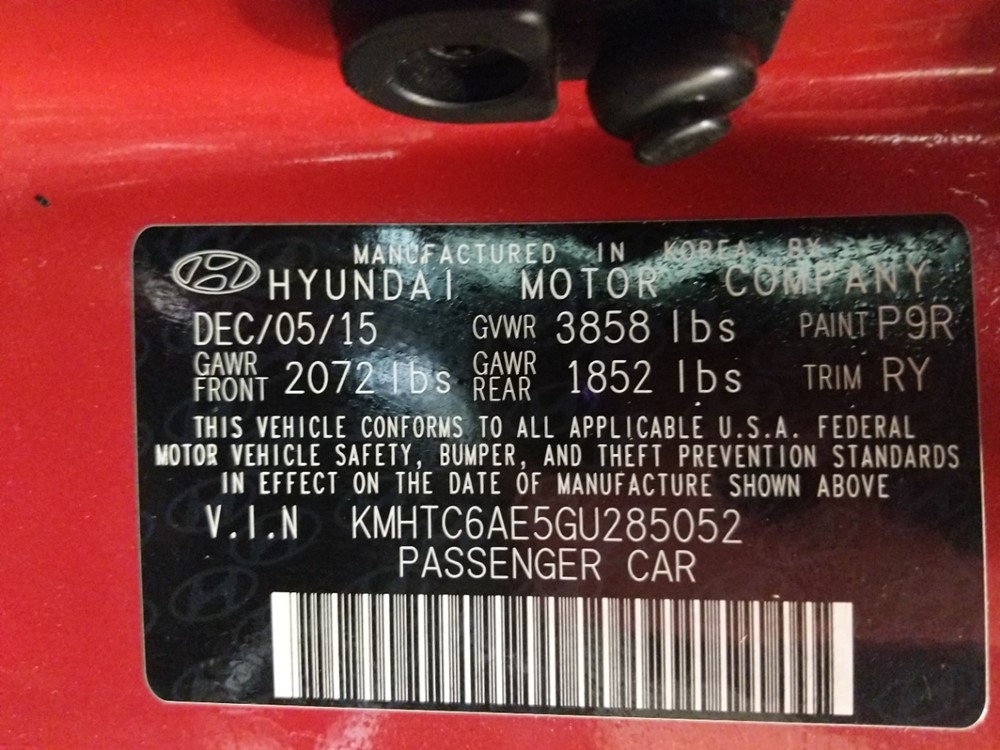 MANUFACTURED IN KOREA BY
HYUNDAI MOTOR COMPANY
DEC/05/15 GVWR 3858 lbs PAINT P9R
GAWR FRONT 2072 lbs GAWR REAR 1852 lbs TRIM RY
THIS VEHICLE CONFORMS TO ALL APPLICABLE U.S.A. FEDERAL
MOTOR VEHICLE SAFETY, BUMPER, AND THEFT PREVENTION STANDARDS
IN EFFECT ON THE DATE OF MANUFACTURE SHOWN ABOVE
V.I.N KMHTC6AE5GU285052
PASSENGER CAR